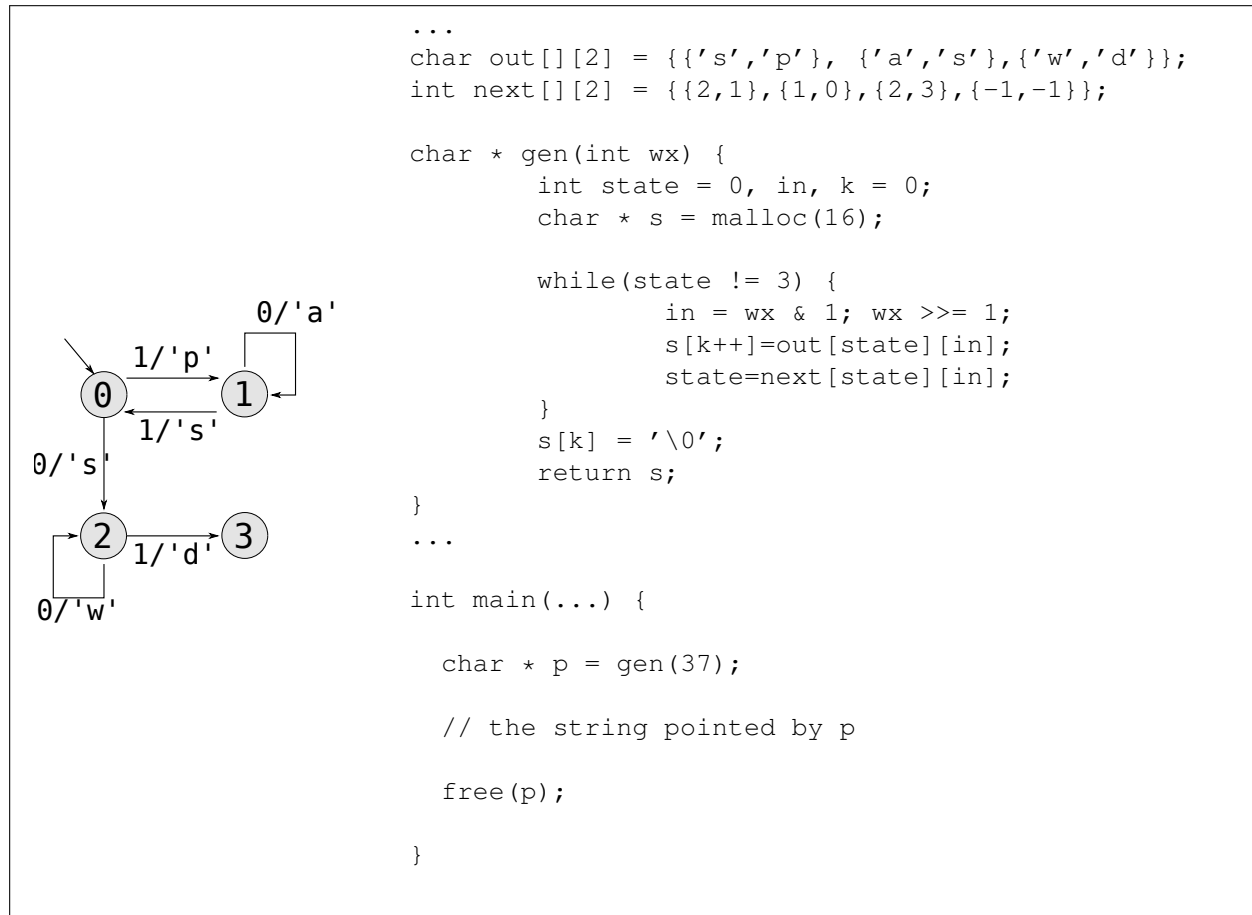 ...
char out[][2] = {{'s','p'}, {'a','s'},{'w','d'}};
int next[][2] = {{2,1},{1,0},{2,3},{-1,-1}};
char * gen(int wx) {
int state = 0, in, k = 0;
char * s = malloc(16);
while(state != 3) {
in = wx & 1; wx >>= 1;
s[k++]=out[state][in];
state=next[state][in];
}
s[k] = '\0';
return s;
}
...
int main(...) {
char * p = gen(37);
// the string pointed by p
free(p);
}
0/'a'
1/'p'
0
1
1/'s'
0/'s'
2
3
1/'d'
0/'w'